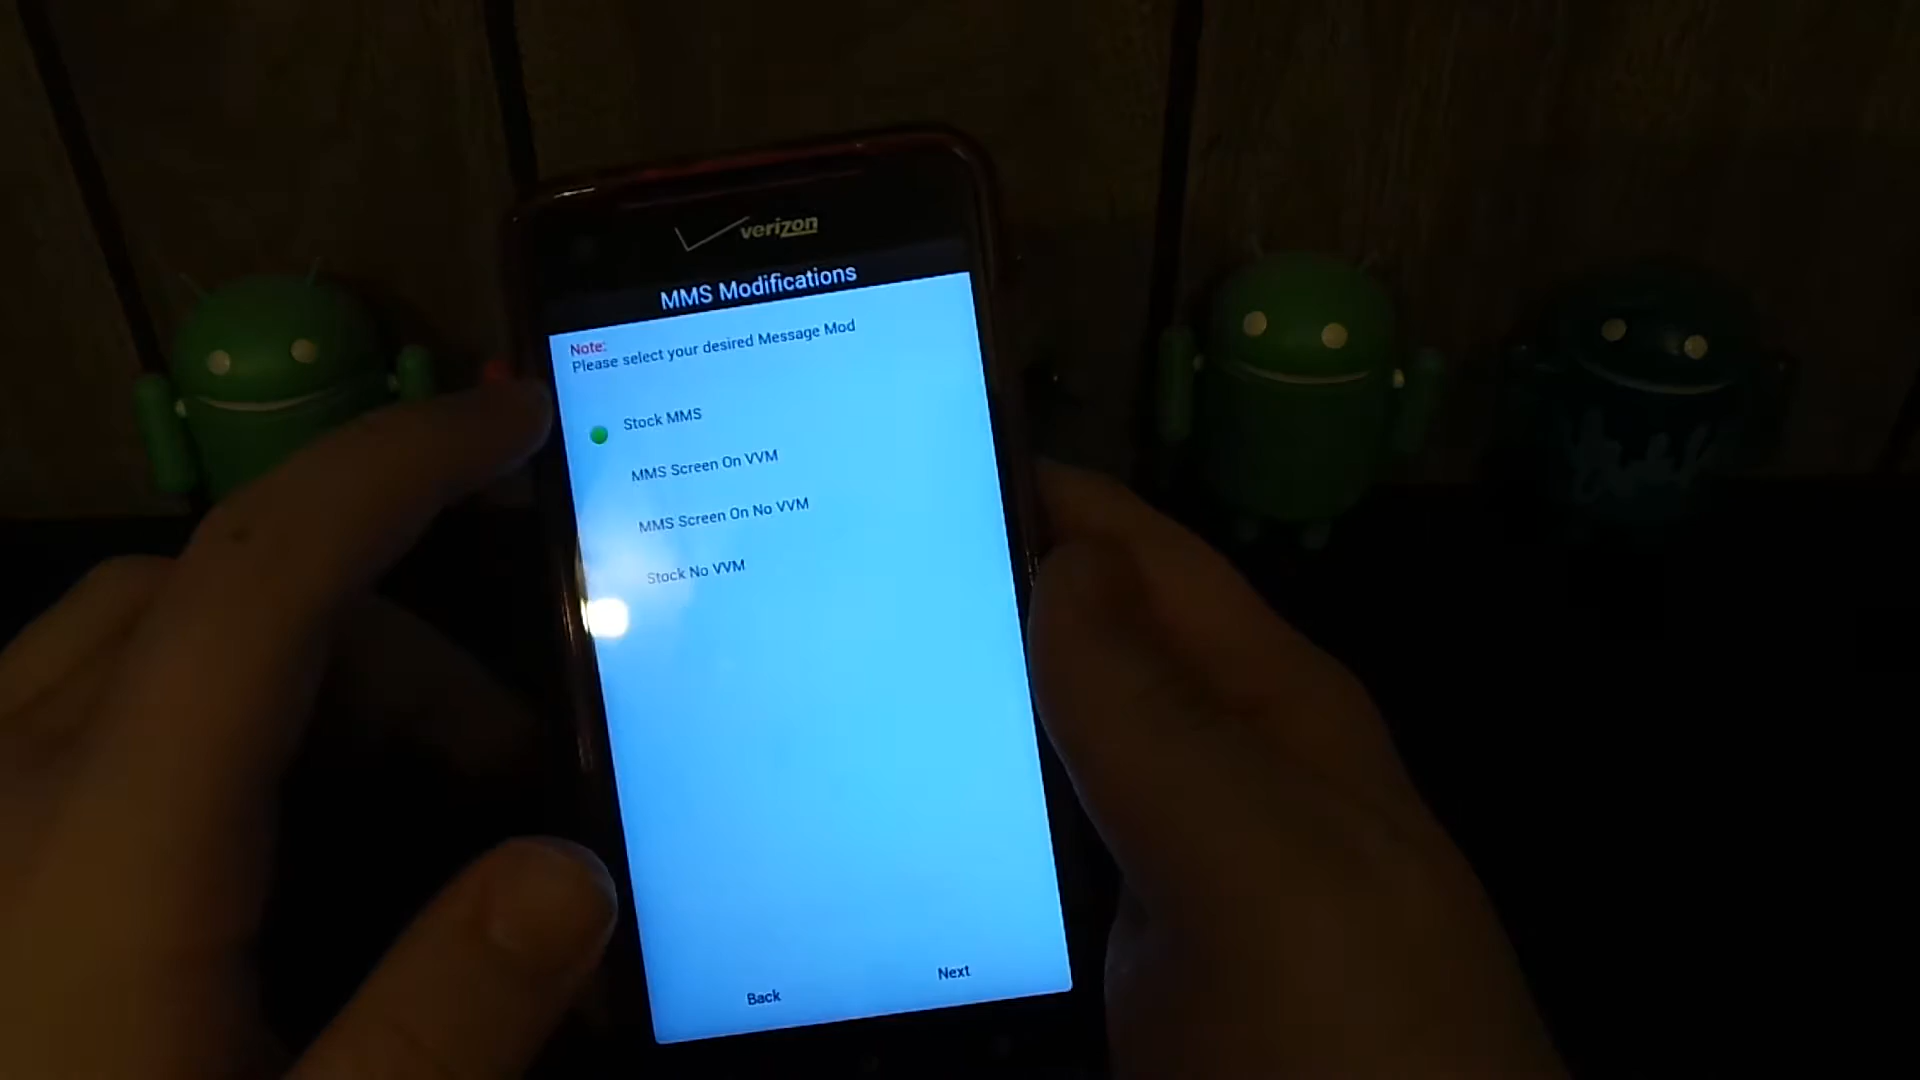 verizon
MMS Modifications
Note:
Please select your desired Message Mod
Stock MMS
MMS Screen On VVM
MMS Screen On No VVM
Stock No VVM
Back
Next